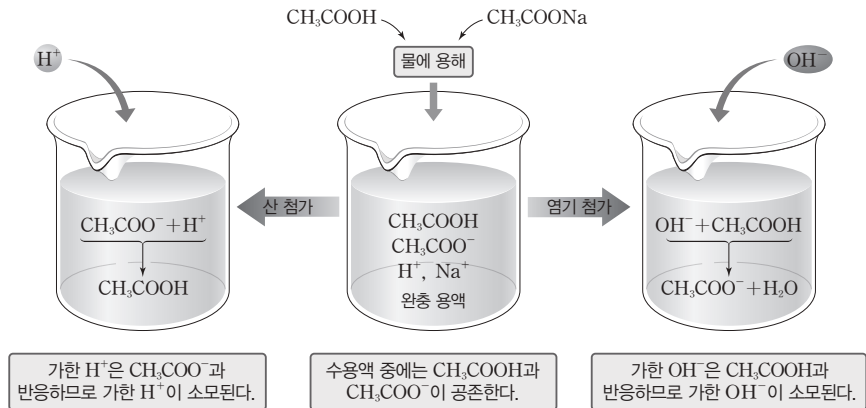 CH₃COOH
CH₃COONa
물에 용해
H⁺
OH⁻
산 첨가
염기 첨가
CH₃COO⁻+H⁺
CH₃COOH
CH₃COOH
CH₃COO⁻
H⁺, Na⁺
완충 용액
OH⁻+CH₃COOH
CH₃COO⁻+H₂O
가한 H⁺은 CH₃COO⁻과
반응하므로 가한 H⁺이 소모된다.
수용액 중에는 CH₃COOH과
CH₃COO⁻이 공존한다.
가한 OH⁻은 CH₃COOH과
반응하므로 가한 OH⁻이 소모된다.